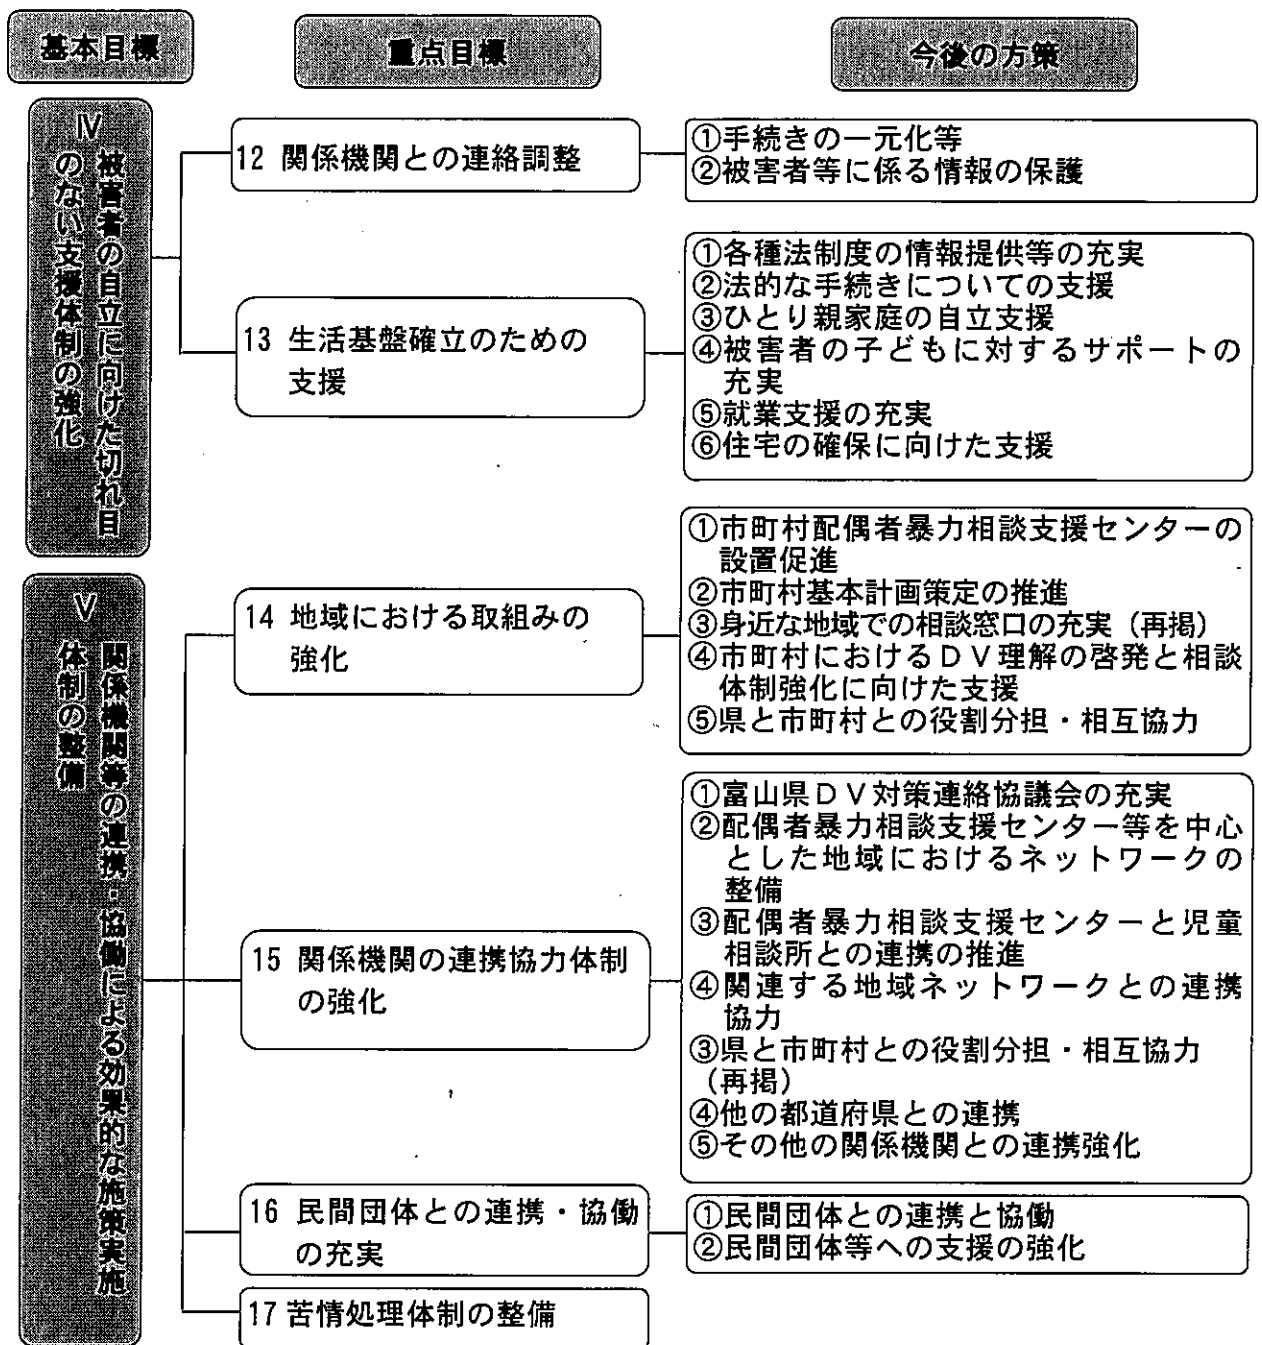 基本目標
重点目標
今後の方策
Ⅳ 被害者の自立に向けた切れ目
のない支援体制の強化
12 関係機関との連絡調整
①手続きの一元化等
②被害者等に係る情報の保護
13 生活基盤確立のための
支援
①各種法制度の情報提供等の充実
②法的な手続きについての支援
③ひとり親家庭の自立支援
④被害者の子どもに対するサポートの
充実
⑤就業支援の充実
⑥住宅の確保に向けた支援
Ⅴ 関係機関等の連携・協働による効果的な施策実施
体制の整備
14 地域における取組みの
強化
①市町村配偶者暴力相談支援センターの
設置促進
②市町村基本計画策定の推進
③身近な地域での相談窓口の充実（再掲）
④市町村におけるＤＶ理解の啓発と相談
体制強化に向けた支援
⑤県と市町村との役割分担・相互協力
15 関係機関の連携協力体制
の強化
①富山県ＤＶ対策連絡協議会の充実
②配偶者暴力相談支援センター等を中心
とした地域におけるネットワークの
整備
③配偶者暴力相談支援センターと児童
相談所との連携の推進
④関連する地域ネットワークとの連携
協力
③県と市町村との役割分担・相互協力
（再掲）
④他の都道府県との連携
⑤その他の関係機関との連携強化
16 民間団体との連携・協働
の充実
①民間団体との連携と協働
②民間団体等への支援の強化
17 苦情処理体制の整備